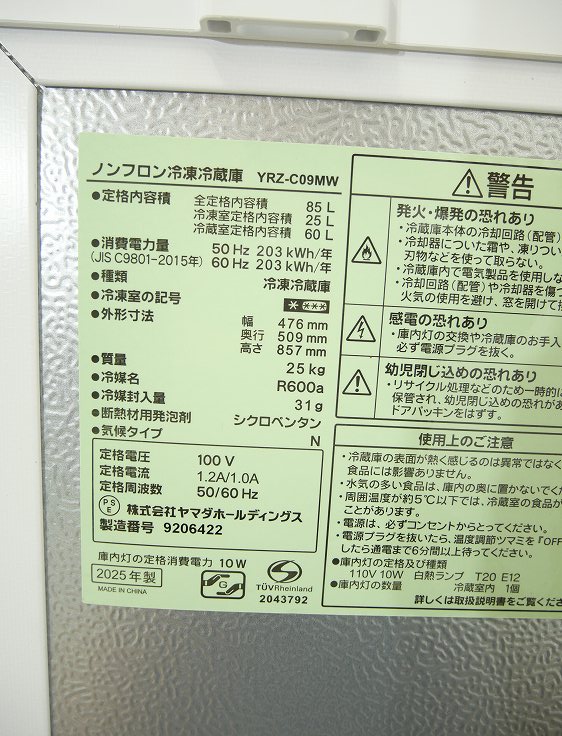 ノンフロン冷凍冷蔵庫 YRZ-C09MW
●定格内容積 全定格内容積 85 L
冷凍室定格内容積 25 L
冷蔵室定格内容積 60 L
●消費電力量 50 Hz 203 kWh/年
(JIS C9801-2015年) 60 Hz 203 kWh/年
●種類 冷凍冷蔵庫
●冷凍室の記号
●外形寸法 幅 476 mm
奥行 509 mm
高さ 857 mm
●質量 25 kg
●冷媒名 R600a
●冷媒封入量 31 g
●断熱材用発泡剤 シクロペンタン
●気候タイプ N
定格電圧 100 V
定格電流 1.2A/1.0A
定格周波数 50/60 Hz
PSE 株式会社ヤマダホールディングス
製造番号 9206422
庫内灯の定格消費電力 10W
2025年製
MADE IN CHINA
G
TÜVRheinland
2043792
警告
発火・爆発の恐れあり
・冷蔵庫本体の冷却回路(配管)
・冷却器についた霜や、凍りつい
刃物などを使って取らない。
・冷蔵庫内で電気製品を使用しな
・冷却回路(配管)や冷却器を傷つ
火気の使用を避け、窓を開けて換
感電の恐れあり
・庫内灯の交換や冷蔵庫のお手入
必ず電源プラグを抜く。
幼児閉じ込めの恐れあり
・リサイクル処理などのため一時的に
保管され、幼児閉じ込めの恐れがあ
ドアパッキンをはずす。
使用上のご注意
・冷蔵庫の表面が熱く感じるのは異常ではなく
食品には影響ありません。
・水気の多い食品は、庫内の奥に置かないでく
・周囲温度が約5℃以下では、冷蔵室の食品が
ことがあります。
・電源は、必ずコンセントからとってください。
・電源プラグを抜いたら、温度調節ツマミを「OFF
したら通電まで6分間以上待ってください。
●庫内灯の定格及び種類
110V 10W 白熱ランプ T20 E12
●庫内灯の数量 冷蔵室内 1個
詳しくは取扱説明書をご覧くださ